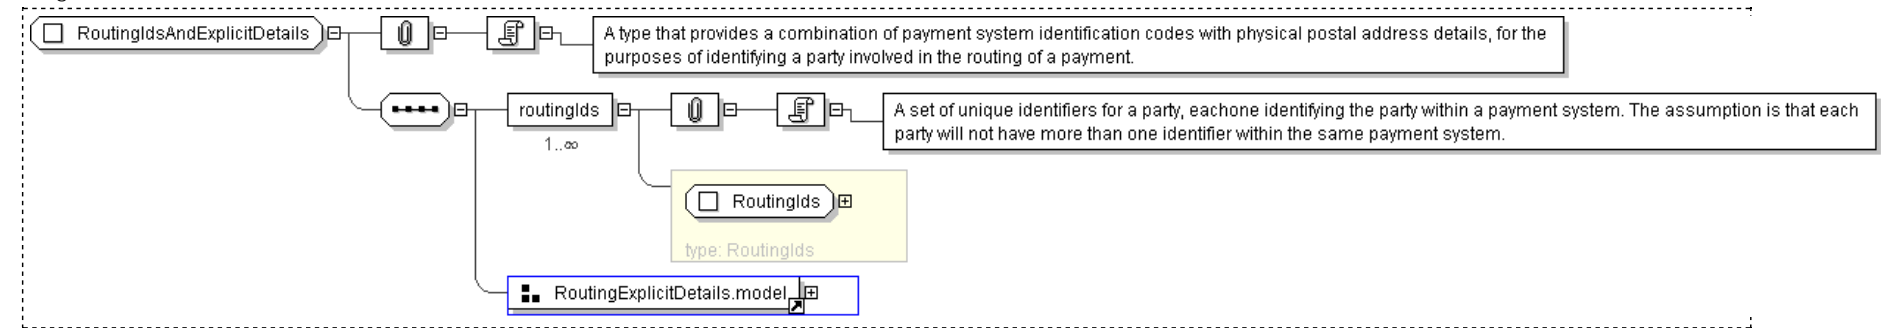 RoutingIdsAndExplicitDetails
A type that provides a combination of payment system identification codes with physical postal address details, for the
purposes of identifying a party involved in the routing of a payment.
routingIds
1..∞
A set of unique identifiers for a party, eachone identifying the party within a payment system. The assumption is that each
party will not have more than one identifier within the same payment system.
RoutingIds
type: RoutingIds
RoutingExplicitDetails.model